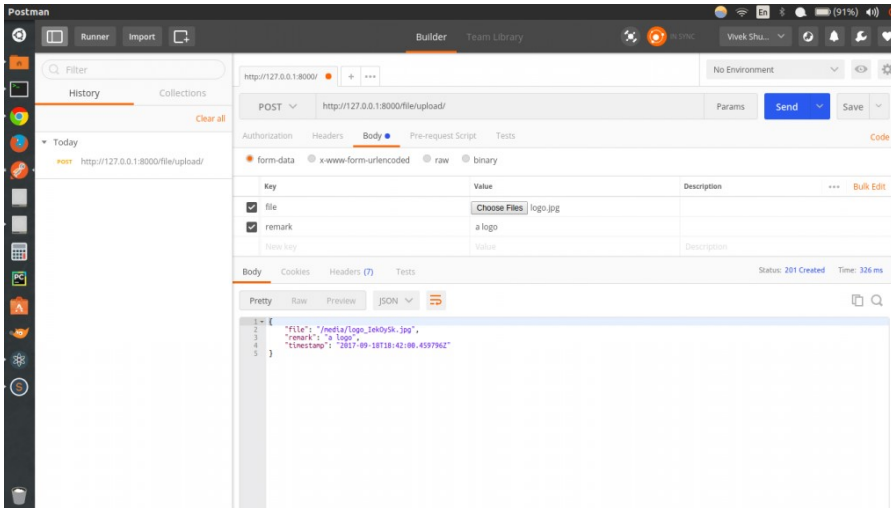 Postman
En
(91%)
Runner
Import
Builder
Team Library
IN SYNC
Vivek Shu...
Filter
History
Collections
Clear all
Today
POST http://127.0.0.1:8000/file/upload/
http://127.0.0.1:8000/
No Environment
POST
http://127.0.0.1:8000/file/upload/
Params
Send
Save
Authorization
Headers
Body
Pre-request Script
Tests
Code
form-data
x-www-form-urlencoded
raw
binary
Key
Value
Description
Bulk Edit
file
Choose Files logo.jpg
remark
a logo
New key
Value
Description
Body
Cookies
Headers (7)
Tests
Status: 201 Created
Time: 326 ms
Pretty
Raw
Preview
JSON
1 {
2 "file": "/media/logo_IekOySk.jpg",
3 "remark": "a logo",
4 "timestamp": "2017-09-18T18:42:00.459796Z"
5 }
PC
A
S